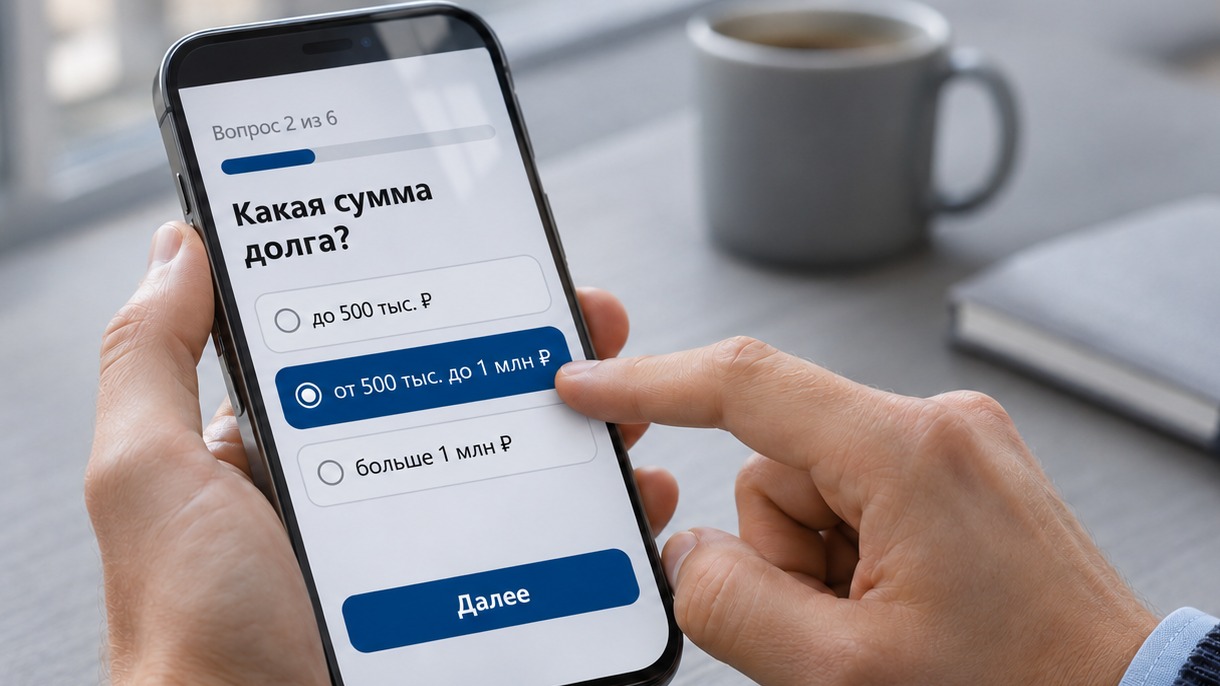 Вопрос 2 из 6
Какая сумма
долга?
до 500 тыс. ₽
от 500 тыс. до 1 млн ₽
больше 1 млн ₽
Далее